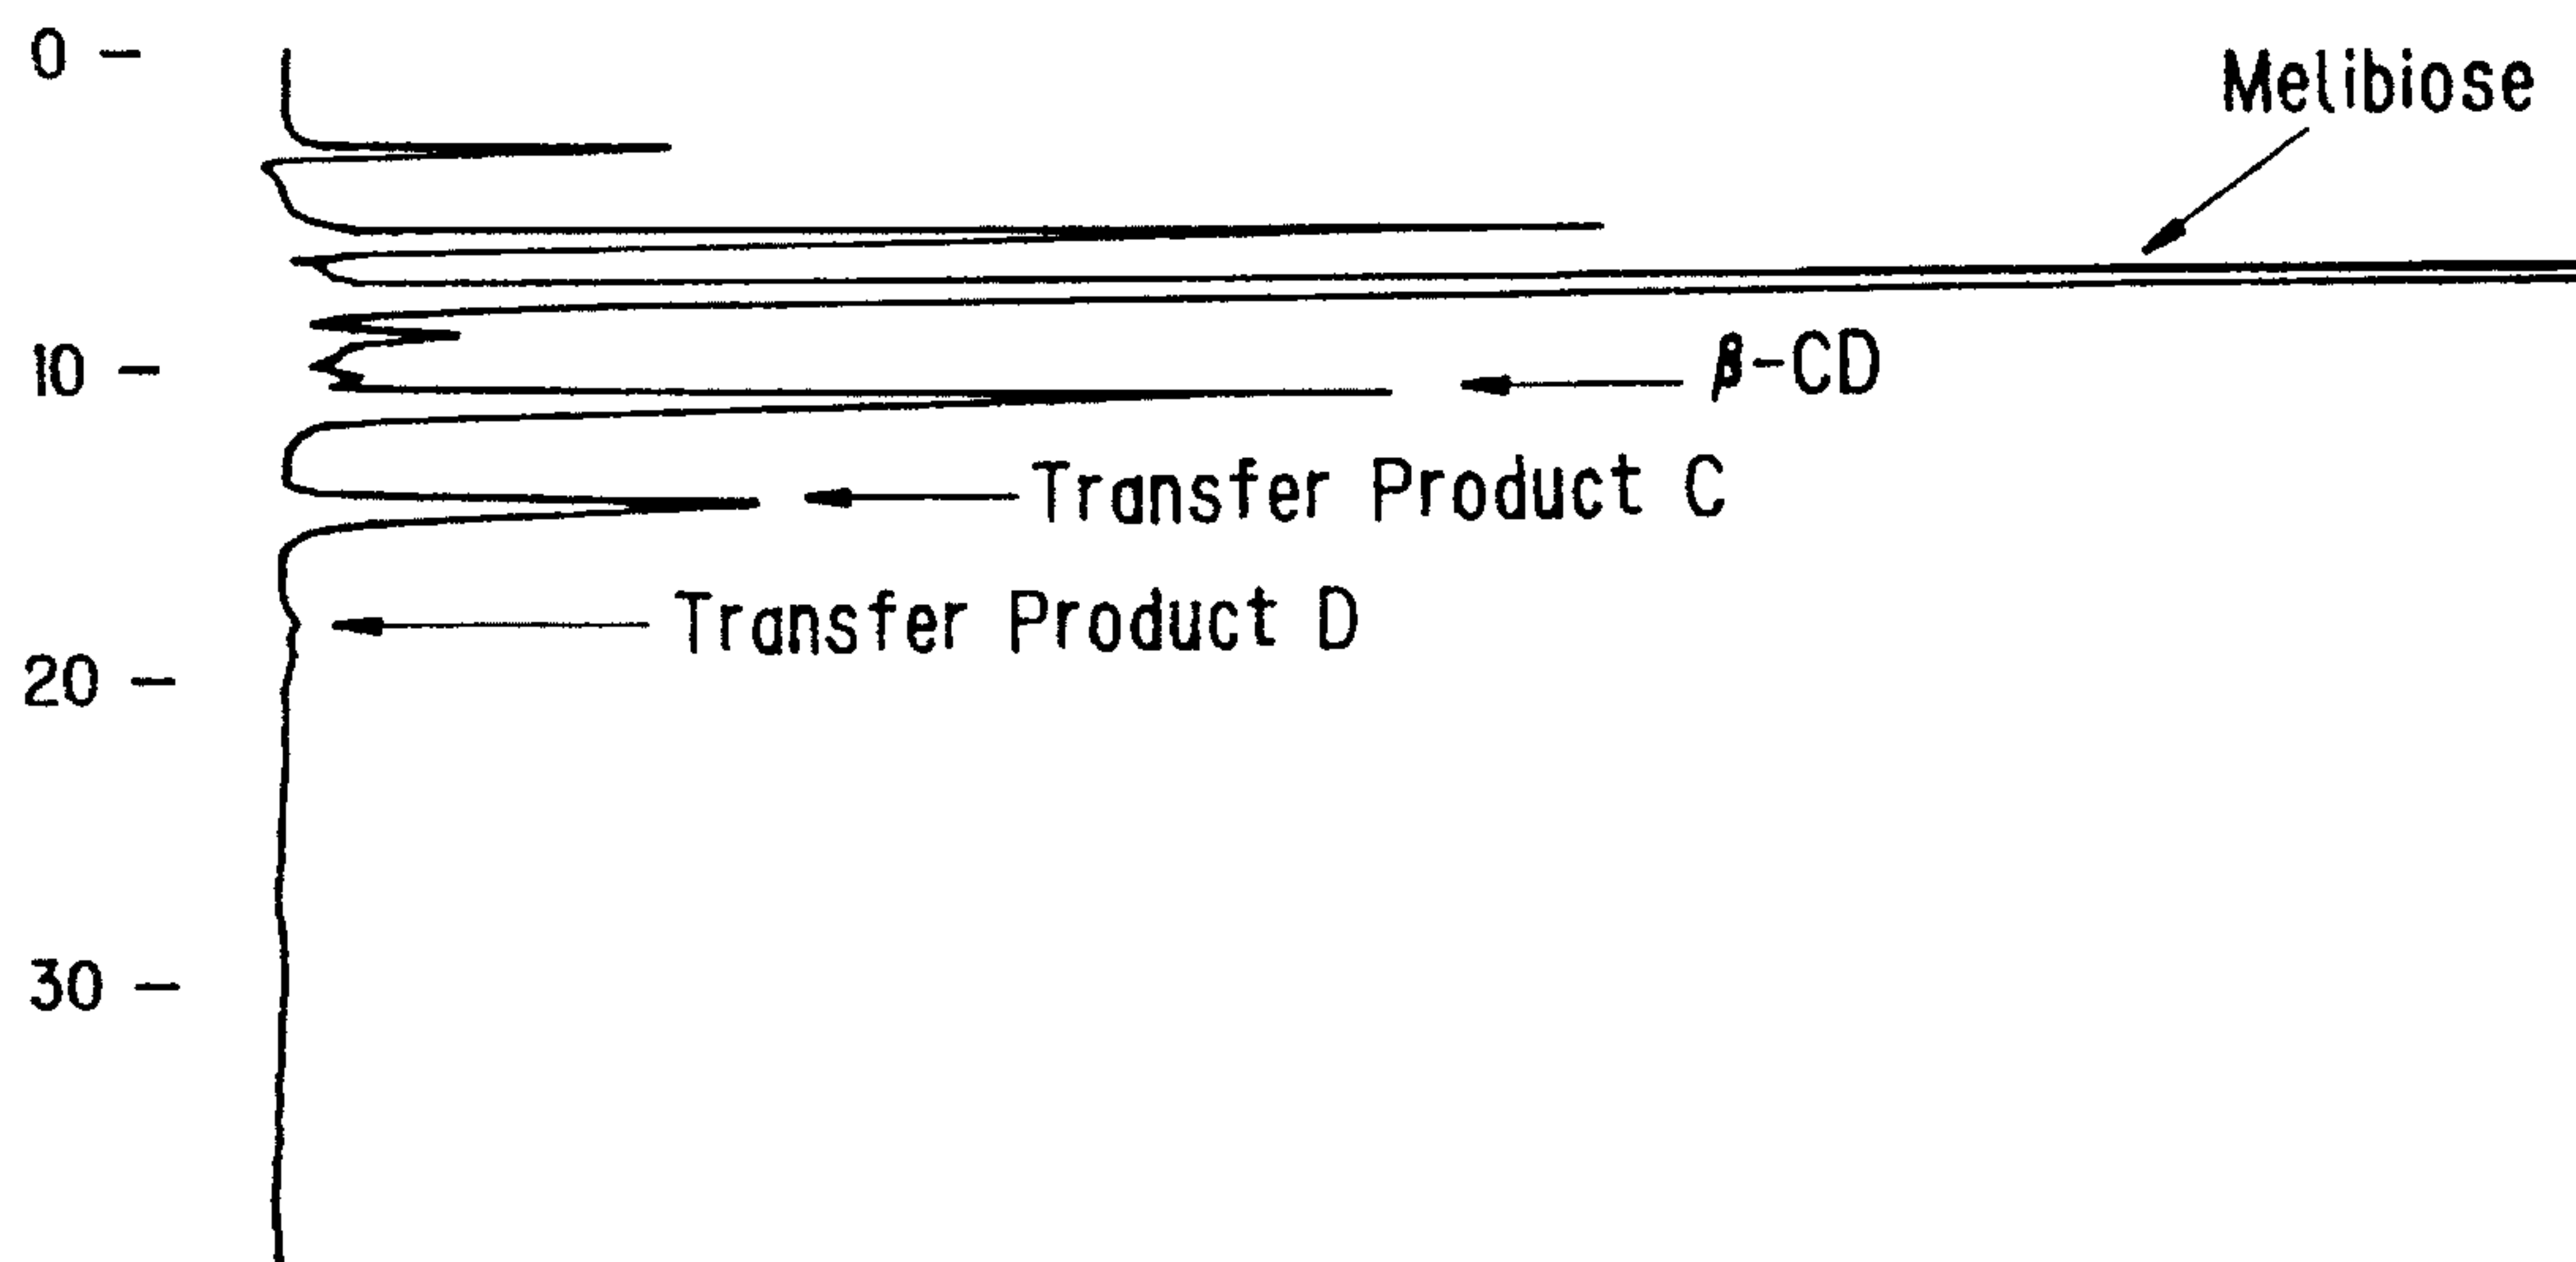 0 -
Melibiose
10 -
β-CD
Transfer Product C
Transfer Product D
20 -
30 -